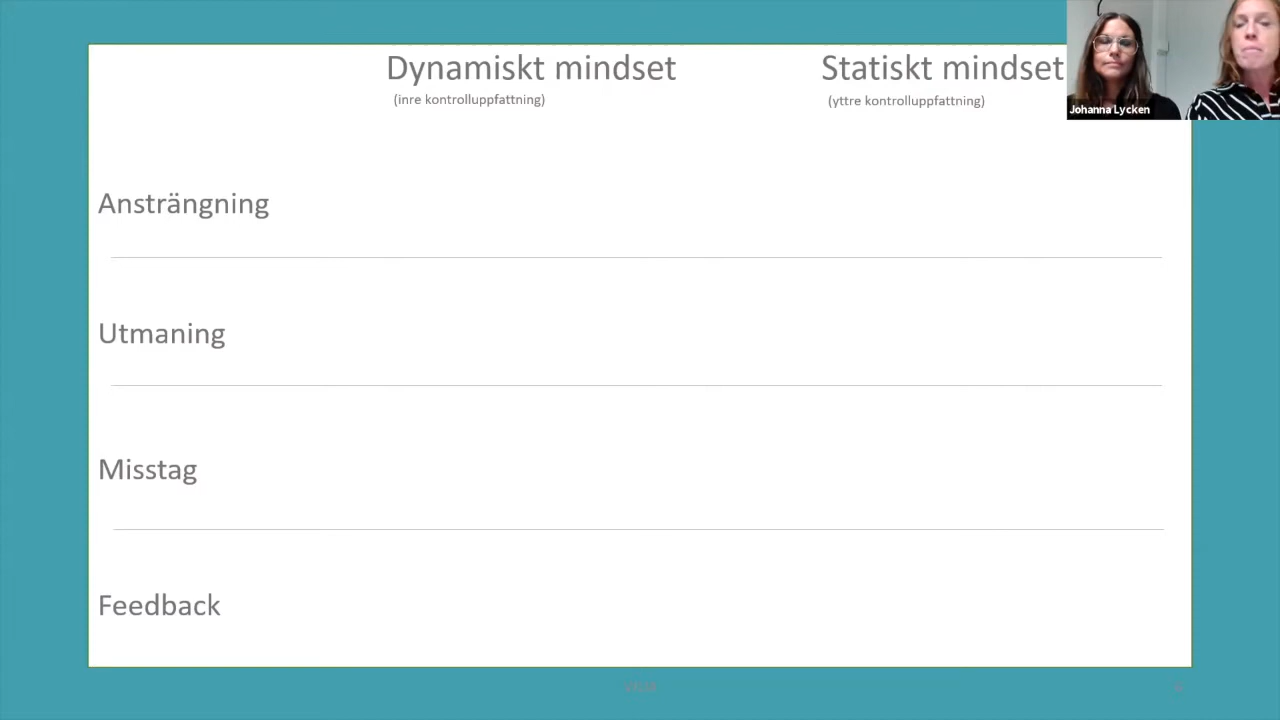 Dynamiskt mindset
Statiskt mindset
(inre kontrolluppfattning)
(yttre kontrolluppfattning)
Johanna Lycken
Ansträngning
Utmaning
Misstag
Feedback